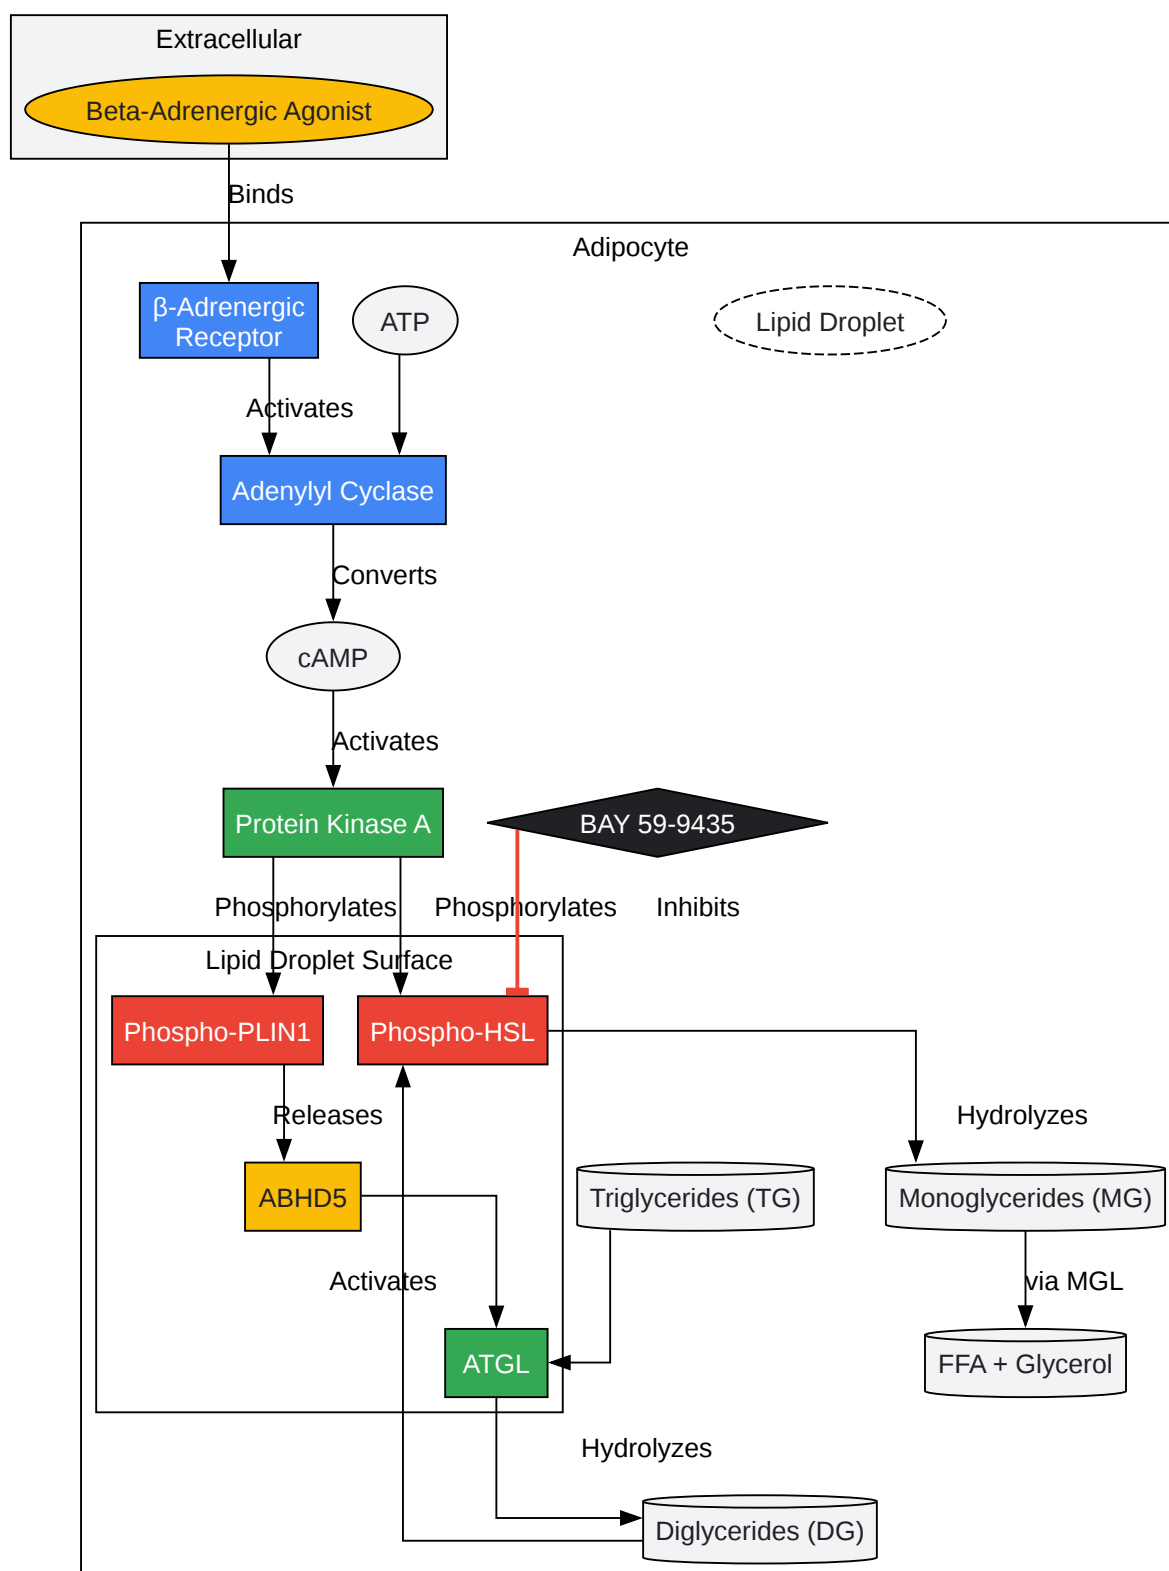 Extracellular
Beta-Adrenergic Agonist
Binds
Adipocyte
β-Adrenergic
Receptor
ATP
Lipid Droplet
Activates
Adenylyl Cyclase
Converts
cAMP
Activates
Protein Kinase A
BAY 59-9435
Phosphorylates
Phosphorylates
Inhibits
Lipid Droplet Surface
Phospho-PLIN1
Phospho-HSL
Releases
Hydrolyzes
ABHD5
Triglycerides (TG)
Monoglycerides (MG)
Activates
via MGL
ATGL
FFA + Glycerol
Hydrolyzes
Diglycerides (DG)